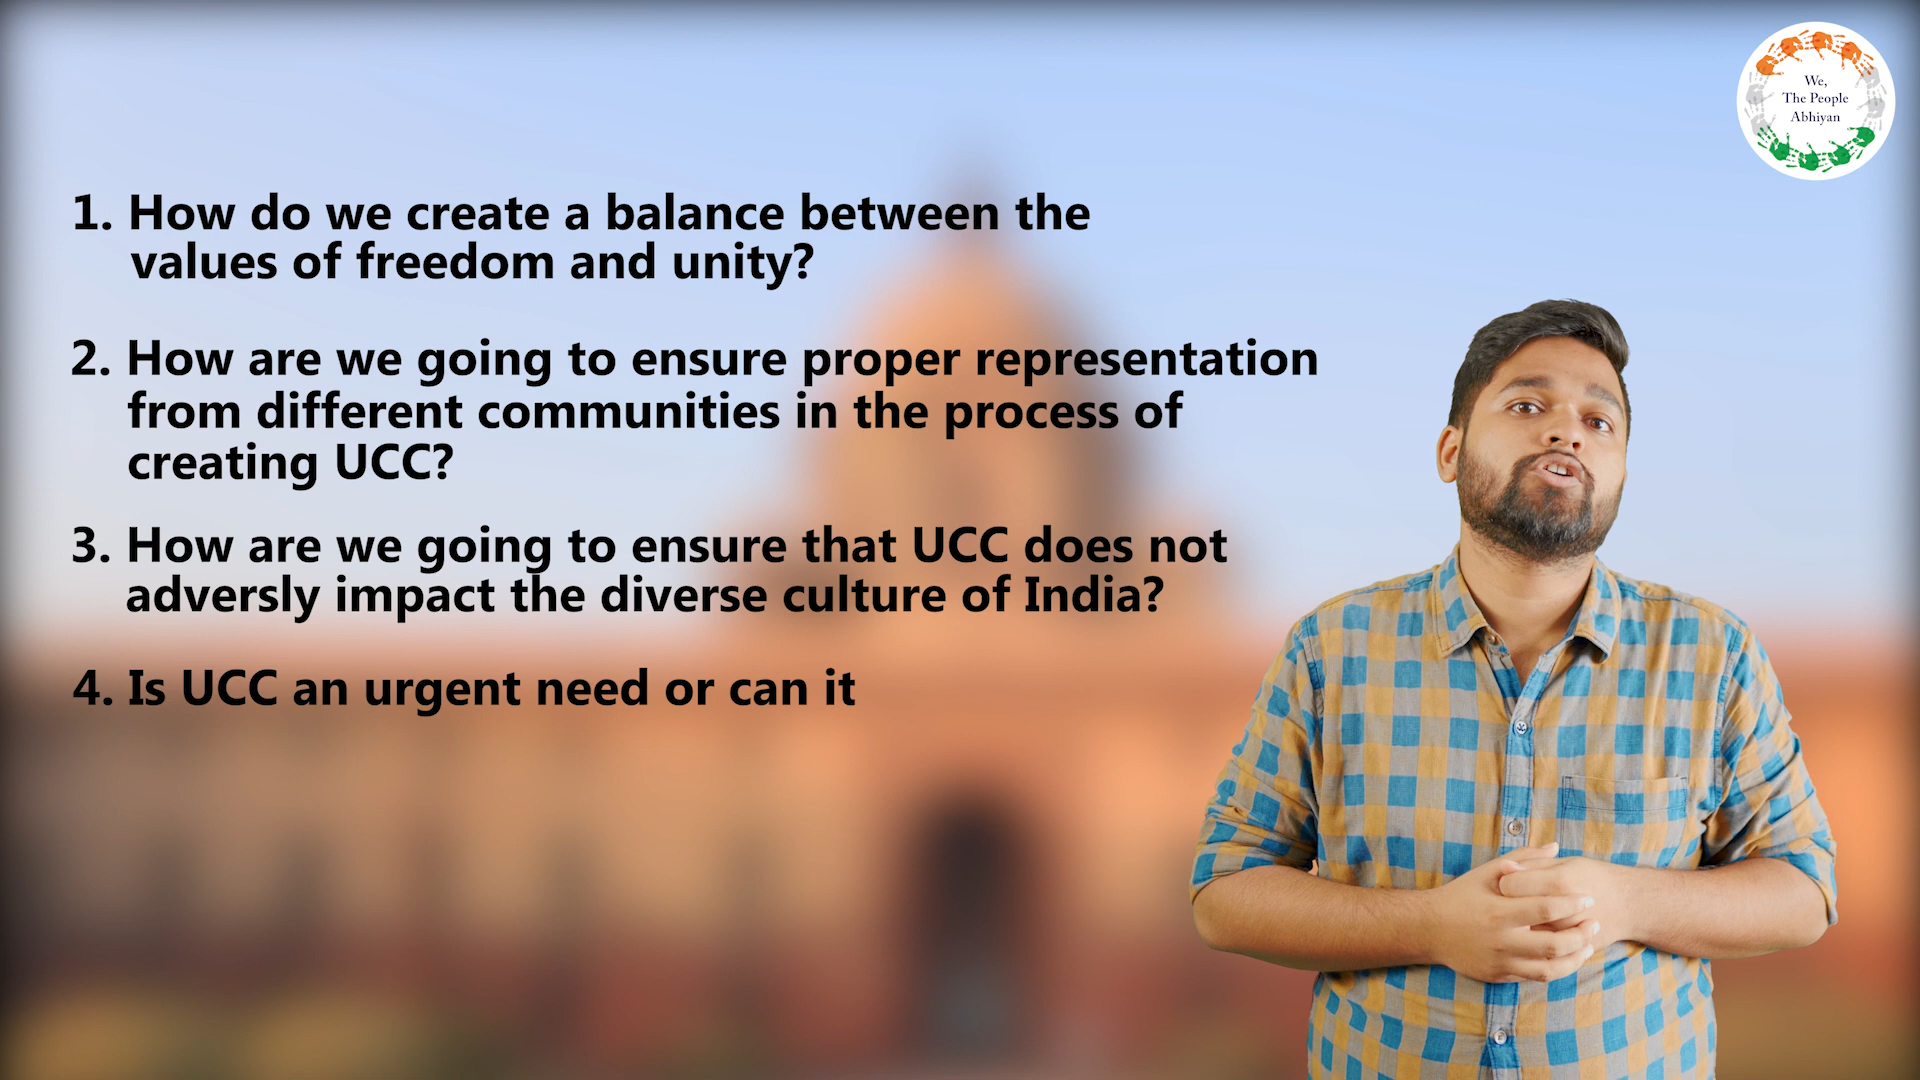 We,
The People
Abhiyan
1. How do we create a balance between the
values of freedom and unity?
2. How are we going to ensure proper representation
from different communities in the process of
creating UCC?
3. How are we going to ensure that UCC does not
adversly impact the diverse culture of India?
4. Is UCC an urgent need or can it